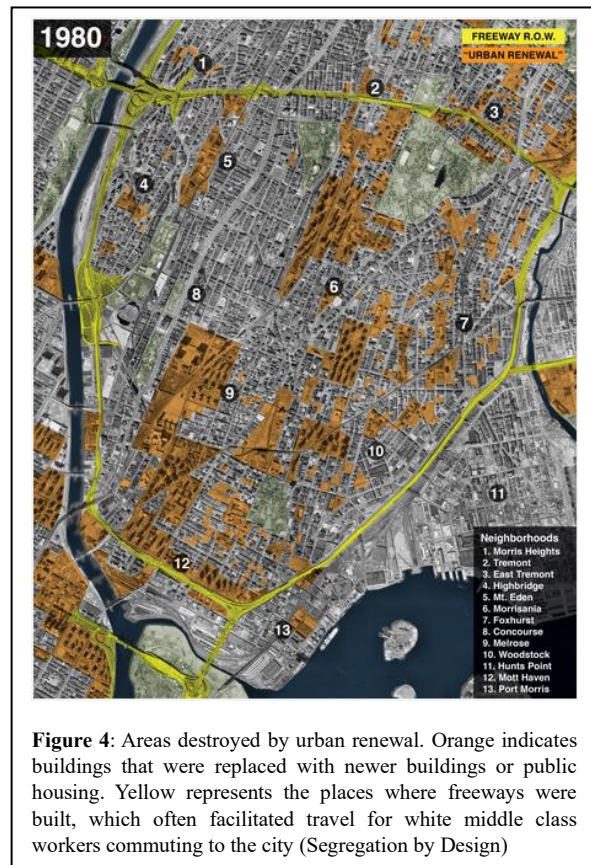 1980
FREEWAY R.O.W.
"URBAN RENEWAL"
1
2
3
4
5
6
7
8
9
10
11
12
13
Neighborhoods
1. Morris Heights
2. Tremont
3. East Tremont
4. Highbridge
5. Mt. Eden
6. Morrisania
7. Foxhurst
8. Concourse
9. Melrose
10. Woodstock
11. Hunts Point
12. Mott Haven
13. Port Morris
Figure 4: Areas destroyed by urban renewal. Orange indicates
buildings that were replaced with newer buildings or public
housing. Yellow represents the places where freeways were
built, which often facilitated travel for white middle class
workers commuting to the city (Segregation by Design)